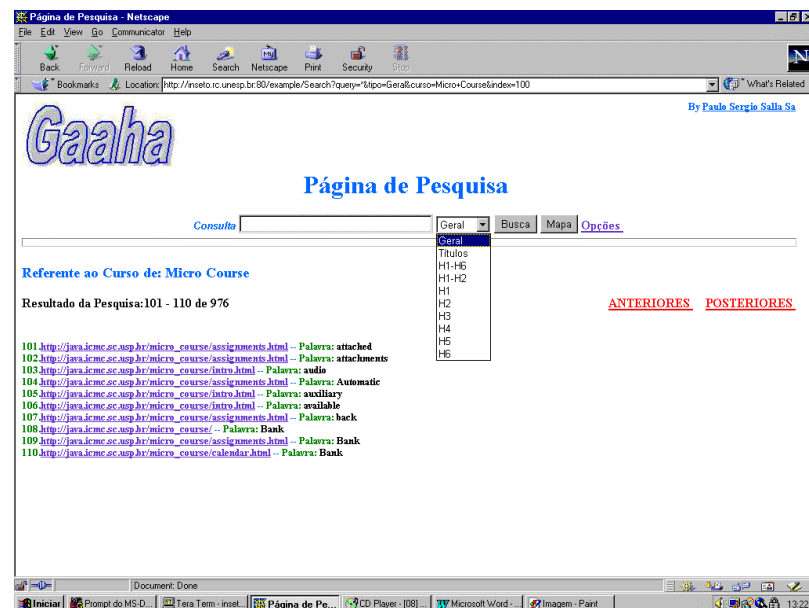 Página de Pesquisa - Netscape
File Edit View Go Communicator Help
Back Forward Reload Home Search Netscape Print Security Stop
Bookmarks Location: http://inseto.rc.unesp.br:80/example/Search?query=*&tipo=Geral&curso=Micro+Course&index=100 What's Related
By Paulo Sergio Salla Sa
Gaaha
Página de Pesquisa
Consulta Geral Busca Mapa Opções
Geral
Títulos
H1-H6
H1-H2
H1
H2
H3
H4
H5
H6
Referente ao Curso de: Micro Course
Resultado da Pesquisa:101 - 110 de 976 ANTERIORES POSTERIORES
101.http://java.icmc.sc.usp.br/micro_course/assignments.html -- Palavra: attached
102.http://java.icmc.sc.usp.br/micro_course/assignments.html -- Palavra: attachments
103.http://java.icmc.sc.usp.br/micro_course/intro.html -- Palavra: audio
104.http://java.icmc.sc.usp.br/micro_course/assignments.html -- Palavra: Automatic
105.http://java.icmc.sc.usp.br/micro_course/intro.html -- Palavra: auxiliary
106.http://java.icmc.sc.usp.br/micro_course/intro.html -- Palavra: available
107.http://java.icmc.sc.usp.br/micro_course/assignments.html -- Palavra: back
108.http://java.icmc.sc.usp.br/micro_course/ -- Palavra: Bank
109.http://java.icmc.sc.usp.br/micro_course/assignments.html -- Palavra: Bank
110.http://java.icmc.sc.usp.br/micro_course/calendar.html -- Palavra: Bank
Document: Done
Iniciar Prompt do MS-D... Tera Term - inset... Página de Pe... CD Player - [08] ... Microsoft Word - ... Imagem - Paint 13:22